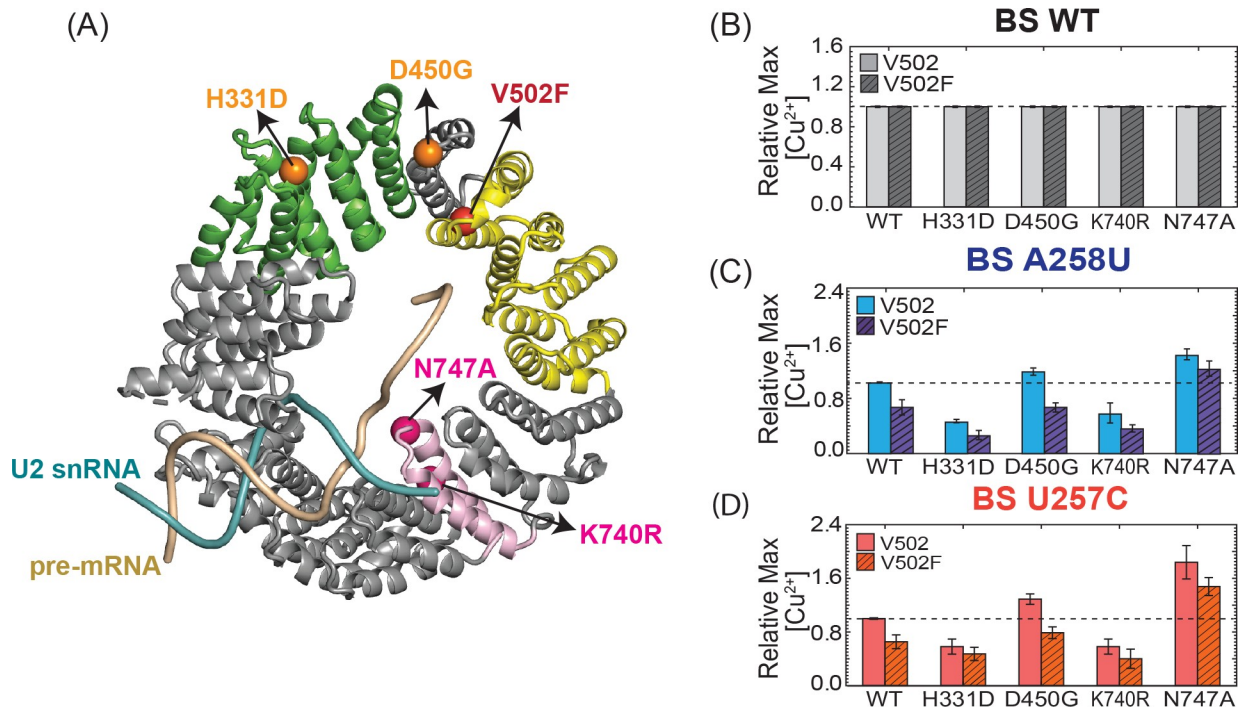 (A)
H331D
D450G
V502F
N747A
U2 snRNA
pre-mRNA
K740R
(B)
BS WT
Relative Max
[Cu²⁺]
1.6
1.2
0.8
0.4
0.0
V502
V502F
WT H331D D450G K740R N747A
(C)
BS A258U
Relative Max
[Cu²⁺]
2.4
1.6
0.8
0.0
V502
V502F
WT H331D D450G K740R N747A
(D)
BS U257C
Relative Max
[Cu²⁺]
2.4
1.6
0.8
0.0
V502
V502F
WT H331D D450G K740R N747A